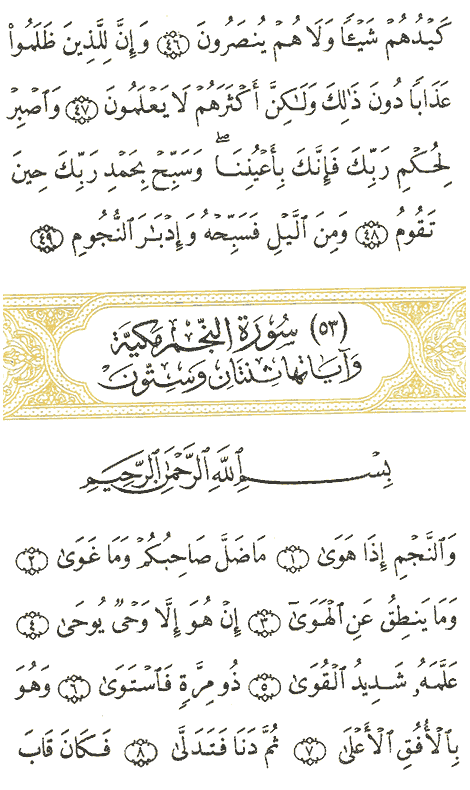 كَيْدُهُمْ شَيْـًٔا وَلَا هُمْ يُنصَرُونَ ٤٦ وَإِنَّ لِلَّذِينَ ظَلَمُوا۟
عَذَابًا دُونَ ذَٰلِكَ وَلَـٰكِنَّ أَكْثَرَهُمْ لَا يَعْلَمُونَ ٤٧ وَٱصْبِرْ
لِحُكْمِ رَبِّكَ فَإِنَّكَ بِأَعْيُنِنَا ۖ وَسَبِّحْ بِحَمْدِ رَبِّكَ حِينَ
تَقُومُ ٤٨ وَمِنَ ٱلَّيْلِ فَسَبِّحْهُ وَإِدْبَـٰرَ ٱلنُّجُومِ ٤٩
(٥٣) سُورَةُ النَّجْمِ مَكِيَّة
وَآيَاتُهَا ثِنْتَانِ وَسِتُّونَ
بِسْمِ ٱللَّهِ ٱلرَّحْمَـٰنِ ٱلرَّحِيمِ
وَٱلنَّجْمِ إِذَا هَوَىٰ ١ مَا ضَلَّ صَاحِبُكُمْ وَمَا غَوَىٰ ٢
وَمَا يَنطِقُ عَنِ ٱلْهَوَىٰٓ ٣ إِنْ هُوَ إِلَّا وَحْىٌ يُوحَىٰ ٤
عَلَّمَهُۥ شَدِيدُ ٱلْقُوَىٰ ٥ ذُو مِرَّةٍ فَٱسْتَوَىٰ ٦ وَهُوَ
بِٱلْأُفُقِ ٱلْأَعْلَىٰ ٧ ثُمَّ دَنَا فَتَدَلَّىٰ ٨ فَكَانَ قَابَ